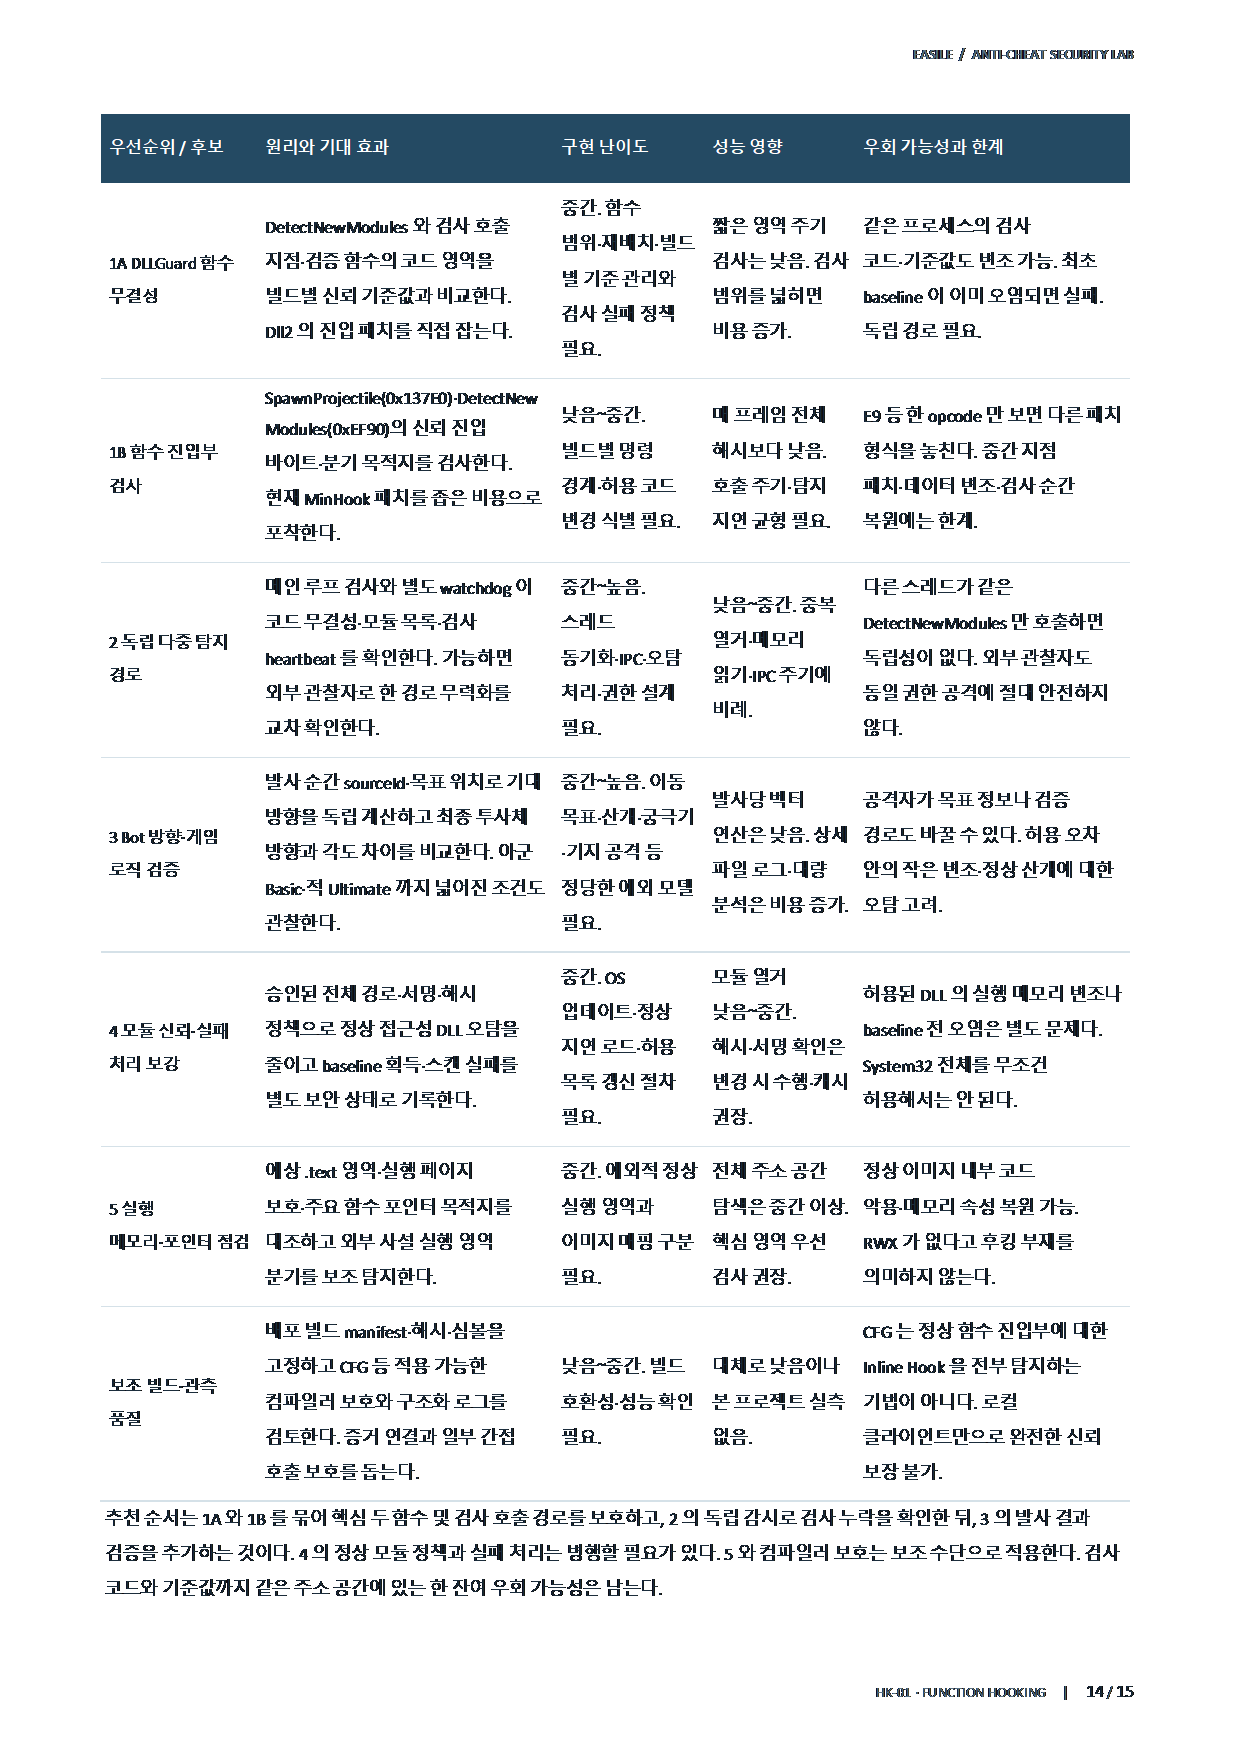 EASILE / ANTI-CHEAT SECURITY LAB
우선순위 / 후보
원리와 기대 효과
구현 난이도
성능 영향
우회 가능성과 한계
1A DLLGuard 함수
무결성
DetectNewModules 와 검사 호출
지점·검증 함수의 코드 영역을
빌드별 신뢰 기준값과 비교한다.
Dll2 의 진입 패치를 직접 잡는다.
중간. 함수
범위·재배치·빌드
별 기준 관리와
검사 실패 정책
필요.
짧은 영역 주기
검사는 낮음. 검사
범위를 넓히면
비용 증가.
같은 프로세스의 검사
코드·기준값도 변조 가능. 최초
baseline 이 이미 오염되면 실패.
독립 경로 필요.
1B 함수 진입부
검사
SpawnProjectile(0x137E0)·DetectNew
Modules(0xEF90)의 신뢰 진입
바이트·분기 목적지를 검사한다.
현재 MinHook 패치를 좁은 비용으로
포착한다.
낮음~중간.
빌드별 명령
경계·허용 코드
변경 식별 필요.
매 프레임 전체
해시보다 낮음.
호출 주기·탐지
지연 균형 필요.
E9 등 한 opcode 만 보면 다른 패치
형식을 놓친다. 중간 지점
패치·데이터 변조·검사 순간
복원에는 한계.
2 독립 다중 탐지
경로
메인 루프 검사와 별도 watchdog 이
코드 무결성·모듈 목록·검사
heartbeat 를 확인한다. 가능하면
외부 관찰자로 한 경로 무력화를
교차 확인한다.
중간~높음.
스레드
동기화·IPC·오탐
처리·권한 설계
필요.
낮음~중간. 중복
열거·메모리
읽기·IPC 주기에
비례.
다른 스레드가 같은
DetectNewModules 만 호출하면
독립성이 없다. 외부 관찰자도
동일 권한 공격에 절대 안전하지
않다.
3 Bot 방향·게임
로직 검증
발사 순간 sourceId·목표 위치로 기대
방향을 독립 계산하고 최종 투사체
방향과 각도 차이를 비교한다. 아군
Basic·적 Ultimate 까지 넓어진 조건도
관찰한다.
중간~높음. 이동
목표·산개·궁극기
·기지 공격 등
정당한 예외 모델
필요.
발사당 벡터
연산은 낮음. 상세
파일 로그·대량
분석은 비용 증가.
공격자가 목표 정보나 검증
경로도 바꿀 수 있다. 허용 오차
안의 작은 변조·정상 산개에 대한
오탐 고려.
4 모듈 신뢰·실패
처리 보강
승인된 전체 경로·서명·해시
정책으로 정상 접근성 DLL 오탐을
줄이고 baseline 획득·스캔 실패를
별도 보안 상태로 기록한다.
중간. OS
업데이트·정상
지연 로드·허용
목록 갱신 절차
필요.
모듈 열거
낮음~중간.
해시·서명 확인은
변경 시 수행·캐시
권장.
허용된 DLL 의 실행 메모리 변조나
baseline 전 오염은 별도 문제다.
System32 전체를 무조건
허용해서는 안 된다.
5 실행
메모리·포인터 점검
예상 .text 영역·실행 페이지
보호·주요 함수 포인터 목적지를
대조하고 외부 사설 실행 영역
분기를 보조 탐지한다.
중간. 예외적 정상
실행 영역과
이미지 매핑 구분
필요.
전체 주소 공간
탐색은 중간 이상.
핵심 영역 우선
검사 권장.
정상 이미지 내부 코드
악용·메모리 속성 복원 가능.
RWX 가 없다고 후킹 부재를
의미하지 않는다.
보조 빌드·관측
품질
배포 빌드 manifest·해시·심볼을
고정하고 CFG 등 적용 가능한
컴파일러 보호와 구조화 로그를
검토한다. 증거 연결과 일부 간접
호출 보호를 돕는다.
낮음~중간. 빌드
호환성·성능 확인
필요.
대체로 낮음이나
본 프로젝트 실측
없음.
CFG 는 정상 함수 진입부에 대한
Inline Hook 을 전부 탐지하는
기법이 아니다. 로컬
클라이언트만으로 완전한 신뢰
보장 불가.
추천 순서는 1A 와 1B 를 묶어 핵심 두 함수 및 검사 호출 경로를 보호하고, 2 의 독립 감시로 검사 누락을 확인한 뒤, 3 의 발사 결과
검증을 추가하는 것이다. 4 의 정상 모듈 정책과 실패 처리는 병행할 필요가 있다. 5 와 컴파일러 보호는 보조 수단으로 적용한다. 검사
코드와 기준값까지 같은 주소 공간에 있는 한 잔여 우회 가능성은 남는다.
HK-01 · FUNCTION HOOKING | 14 / 15